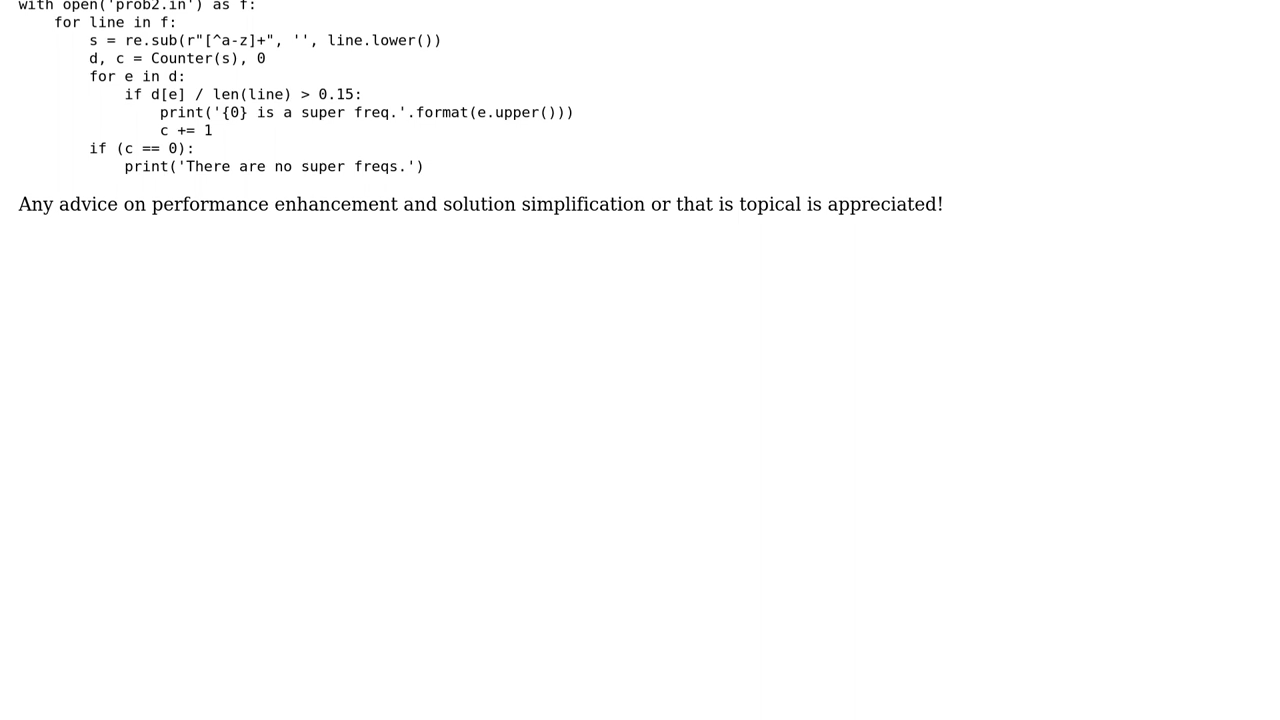 with open('prob2.in') as f:
    for line in f:
        s = re.sub(r"[^a-z]+", '', line.lower())
        d, c = Counter(s), 0
        for e in d:
            if d[e] / len(line) > 0.15:
                print('{0} is a super freq.'.format(e.upper()))
                c += 1
        if (c == 0):
            print('There are no super freqs.')
Any advice on performance enhancement and solution simplification or that is topical is appreciated!